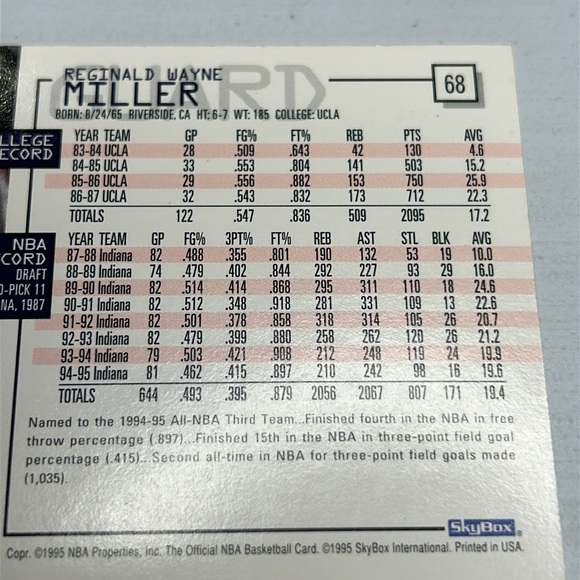 GUARD
REGINALD WAYNE
MILLER
68
BORN: 8/24/65 RIVERSIDE, CA HT: 6-7 WT: 185 COLLEGE: UCLA
LLEGE
ECORD
YEAR TEAM GP FG% FT% REB PTS AVG
83-84 UCLA 28 .509 .643 42 130 4.6
84-85 UCLA 33 .553 .804 141 503 15.2
85-86 UCLA 29 .556 .882 153 750 25.9
86-87 UCLA 32 .543 .832 173 712 22.3
TOTALS 122 .547 .836 509 2095 17.2
NBA
CORD
DRAFT
D-PICK 11
NA, 1987
YEAR TEAM GP FG% 3PT% FT% REB AST STL BLK AVG
87-88 Indiana 82 .488 .355 .801 190 132 53 19 10.0
88-89 Indiana 74 .479 .402 .844 292 227 93 29 16.0
89-90 Indiana 82 .514 .414 .868 295 311 110 18 24.6
90-91 Indiana 82 .512 .348 .918 281 331 109 13 22.6
91-92 Indiana 82 .501 .378 .858 318 314 105 26 20.7
92-93 Indiana 82 .479 .399 .880 258 262 120 26 21.2
93-94 Indiana 79 .503 .421 .908 212 248 119 24 19.9
94-95 Indiana 81 .462 .415 .897 210 242 98 16 19.6
TOTALS 644 .493 .395 .879 2056 2067 807 171 19.4
Named to the 1994-95 All-NBA Third Team...Finished fourth in the NBA in free
throw percentage (.897)...Finished 15th in the NBA in three-point field goal
percentage (.415)...Second all-time in NBA for three-point field goals made
(1,035).
SkyBox
Copr. ©1995 NBA Properties, Inc. The Official NBA Basketball Card. ©1995 SkyBox International. Printed in USA.